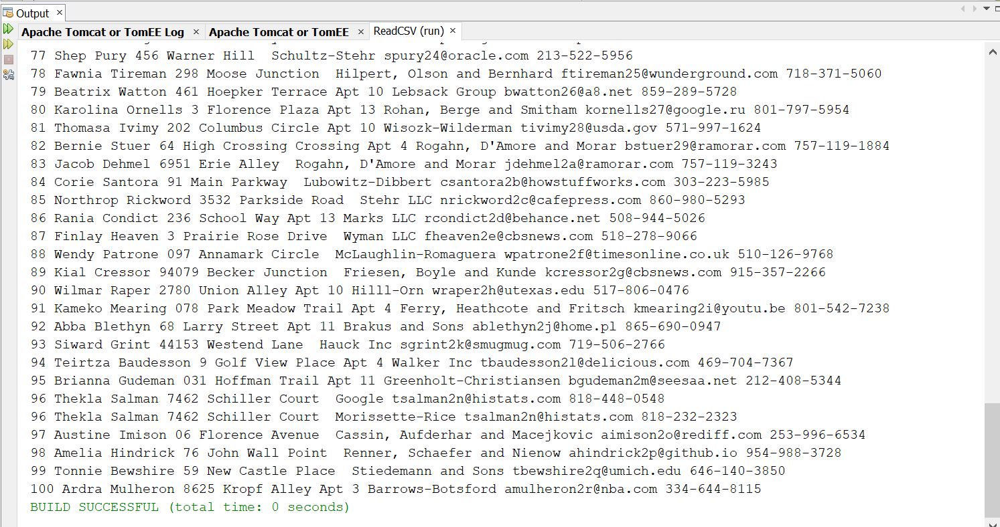 Output
Apache Tomcat or TomEE Log Apache Tomcat or TomEE ReadCSV (run)
77 Shep Pury 456 Warner Hill  Schultz-Stehr spury24@oracle.com 213-522-5956
78 Fawnia Tireman 298 Moose Junction  Hilpert, Olson and Bernhard ftireman25@wunderground.com 718-371-5060
79 Beatrix Watton 461 Hoepker Terrace Apt 10 Lebsack Group bwatton26@a8.net 859-289-5728
80 Karolina Ornells 3 Florence Plaza Apt 13 Rohan, Berge and Smitham kornells27@google.ru 801-797-5954
81 Thomasa Ivimy 202 Columbus Circle Apt 10 Wisozk-Wilderman tivimy28@usda.gov 571-997-1624
82 Bernie Stuer 64 High Crossing Crossing Apt 4 Rogahn, D'Amore and Morar bstuer29@ramorar.com 757-119-1884
83 Jacob Dehmel 6951 Erie Alley  Rogahn, D'Amore and Morar jdehmel2a@ramorar.com 757-119-3243
84 Corie Santora 91 Main Parkway  Lubowitz-Dibbert csantora2b@howstuffworks.com 303-223-5985
85 Northrop Rickword 3532 Parkside Road  Stehr LLC nrickword2c@cafepress.com 860-980-5293
86 Rania Condict 236 School Way Apt 13 Marks LLC rcondict2d@behance.net 508-944-5026
87 Finlay Heaven 3 Prairie Rose Drive  Wyman LLC fheaven2e@cbsnews.com 518-278-9066
88 Wendy Patrone 097 Annamark Circle  McLaughlin-Romaguera wpatrone2f@timesonline.co.uk 510-126-9768
89 Kial Cressor 94079 Becker Junction  Friesen, Boyle and Kunde kcressor2g@cbsnews.com 915-357-2266
90 Wilmar Raper 2780 Union Alley Apt 10 Hilll-Orn wraper2h@utexas.edu 517-806-0476
91 Kameko Mearing 078 Park Meadow Trail Apt 4 Ferry, Heathcote and Fritsch kmearing2i@youtu.be 801-542-7238
92 Abba Blethyn 68 Larry Street Apt 11 Brakus and Sons ablethyn2j@home.pl 865-690-0947
93 Siward Grint 44153 Westend Lane  Hauck Inc sgrint2k@smugmug.com 719-506-2766
94 Teirtza Baudesson 9 Golf View Place Apt 4 Walker Inc tbaudesson2l@delicious.com 469-704-7367
95 Brianna Gudeman 031 Hoffman Trail Apt 11 Greenholt-Christiansen bgudeman2m@seesaa.net 212-408-5344
96 Thekla Salman 7462 Schiller Court  Google tsalman2n@histats.com 818-448-0548
96 Thekla Salman 7462 Schiller Court  Morissette-Rice tsalman2n@histats.com 818-232-2323
97 Austine Imison 06 Florence Avenue  Cassin, Aufderhar and Macejkovic aimison2o@rediff.com 253-996-6534
98 Amelia Hindrick 76 John Wall Point  Renner, Schaefer and Nienow ahindrick2p@github.io 954-988-3728
99 Tonnie Bewshire 59 New Castle Place  Stiedemann and Sons tbewshire2q@umich.edu 646-140-3850
100 Ardra Mulheron 8625 Kropf Alley Apt 3 Barrows-Botsford amulheron2r@nba.com 334-644-8115
BUILD SUCCESSFUL (total time: 0 seconds)